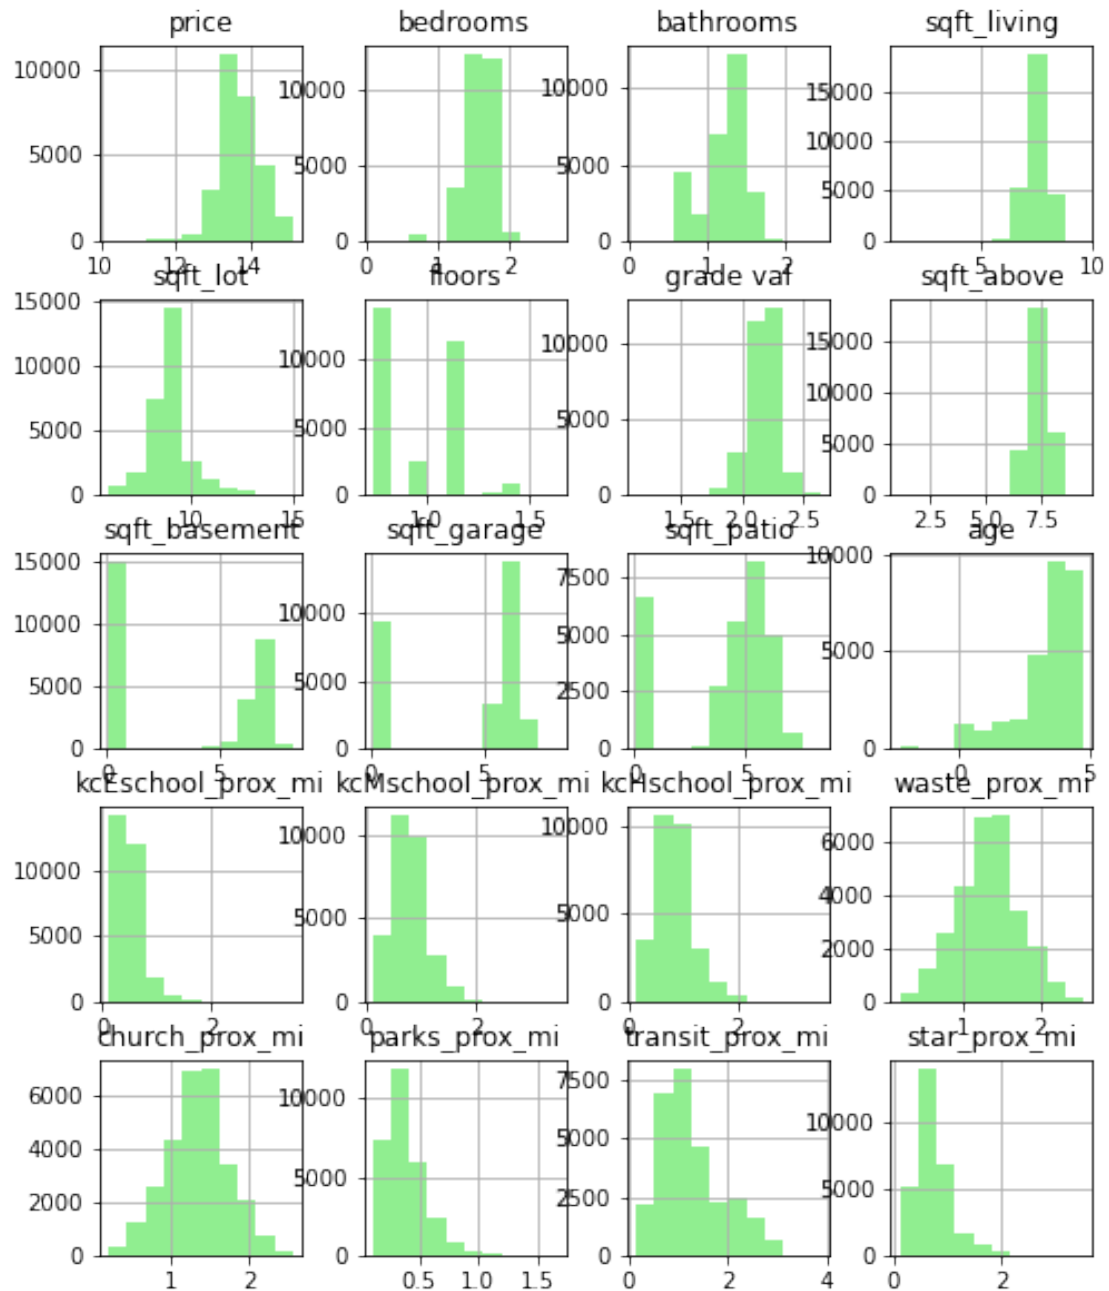 price bedrooms bathrooms sqft_living
10000 5000 0
10000 5000 0
10000 5000 0
15000 10000 5000 0
10 12 14
0 1 2
0 1 2
5 10
sqft_lot floors grade val sqft_above
15000 10000 5000 0
10000 5000 0
10000 5000 0
15000 10000 5000 0
10 15
1.0 1.5
1.5 2.0 2.5
2.5 5.0 7.5
sqft_basement sqft_garage sqft_patio age
15000 10000 5000 0
10000 5000 0
7500 5000 2500 0
10000 5000 0
0 5
0 5
0 5
0 5
kcEschool_prox_mi kcMschool_prox_mi kcHschool_prox_mi waste_prox_mi
10000 5000 0
10000 5000 0
10000 5000 0
6000 4000 2000 0
0 2
0 2
0 2
1 2
church_prox_mi parks_prox_mi transit_prox_mi star_prox_mi
6000 4000 2000 0
10000 5000 0
7500 5000 2500 0
10000 5000 0
1 2
0.5 1.0 1.5
0 2 4
0 2